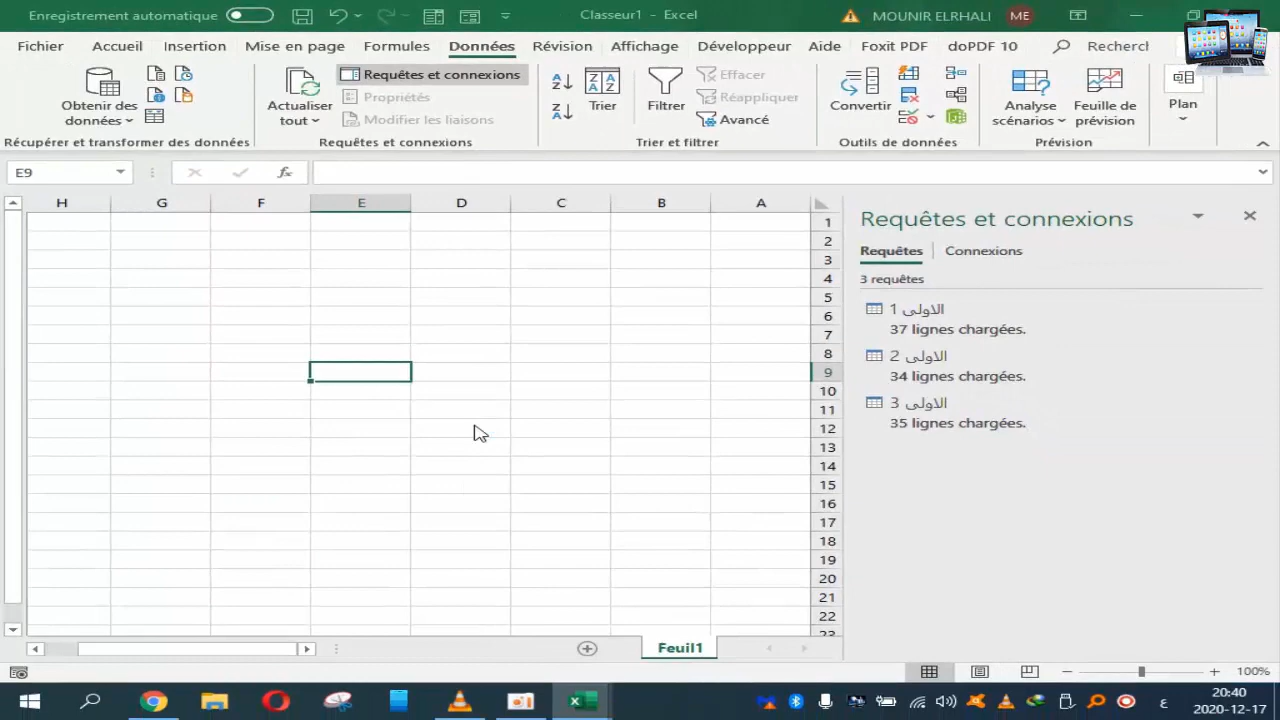 Enregistrement automatique
Classeur1 - Excel
MOUNIR ELRHALI
ME
Fichier Accueil Insertion Mise en page Formules Données Révision Affichage Développeur Aide Foxit PDF doPDF 10 Rechercl
Obtenir des données
Récupérer et transformer des données
Actualiser tout
Requêtes et connexions
Propriétés
Modifier les liaisons
Requêtes et connexions
Trier
Filtrer
Effacer
Réappliquer
Avancé
Trier et filtrer
Convertir
Outils de données
Analyse scénarios
Feuille de prévision
Prévision
Plan
E9
fx
H G F E D C B A
1
2
3
4
5
6
7
8
9
10
11
12
13
14
15
16
17
18
19
20
21
22
23
Requêtes et connexions
Requêtes Connexions
3 requêtes
الاولى 1
37 lignes chargées.
الاولى 2
34 lignes chargées.
الاولى 3
35 lignes chargées.
Feuil1
100%
ع
20:40
2020-12-17